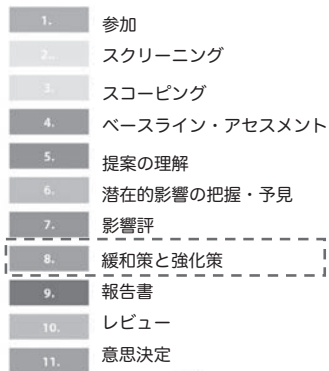 1. 参加
2. スクリーニング
3. スコーピング
4. ベースライン・アセスメント
5. 提案の理解
6. 潜在的影響の把握・予見
7. 影響評
8. 緩和策と強化策
9. 報告書
10. レビュー
11. 意思決定